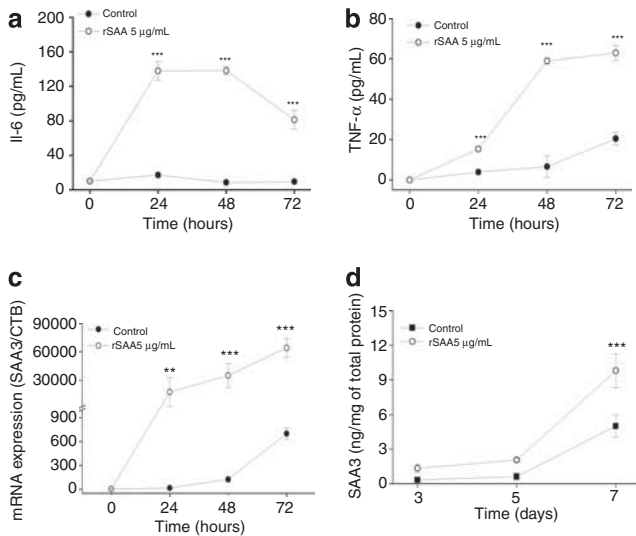 a
Control
rSAA 5 µg/mL
Il-6 (pg/mL)
200
160
120
80
40
0
***
***
***
0 24 48 72
Time (hours)
b
Control
rSAA 5 µg/mL
TNF-α (pg/mL)
80
60
40
20
0
***
***
***
0 24 48 72
Time (hours)
c
Control
rSAA5 µg/mL
mRNA expression (SAA3/CTB)
90000
60000
30000
900
600
300
0
**
***
***
0 24 48 72
Time (hours)
d
Control
rSAA5 µg/mL
SAA3 (ng/mg of total protein)
15
12
9
6
3
0
***
3 5 7
Time (days)